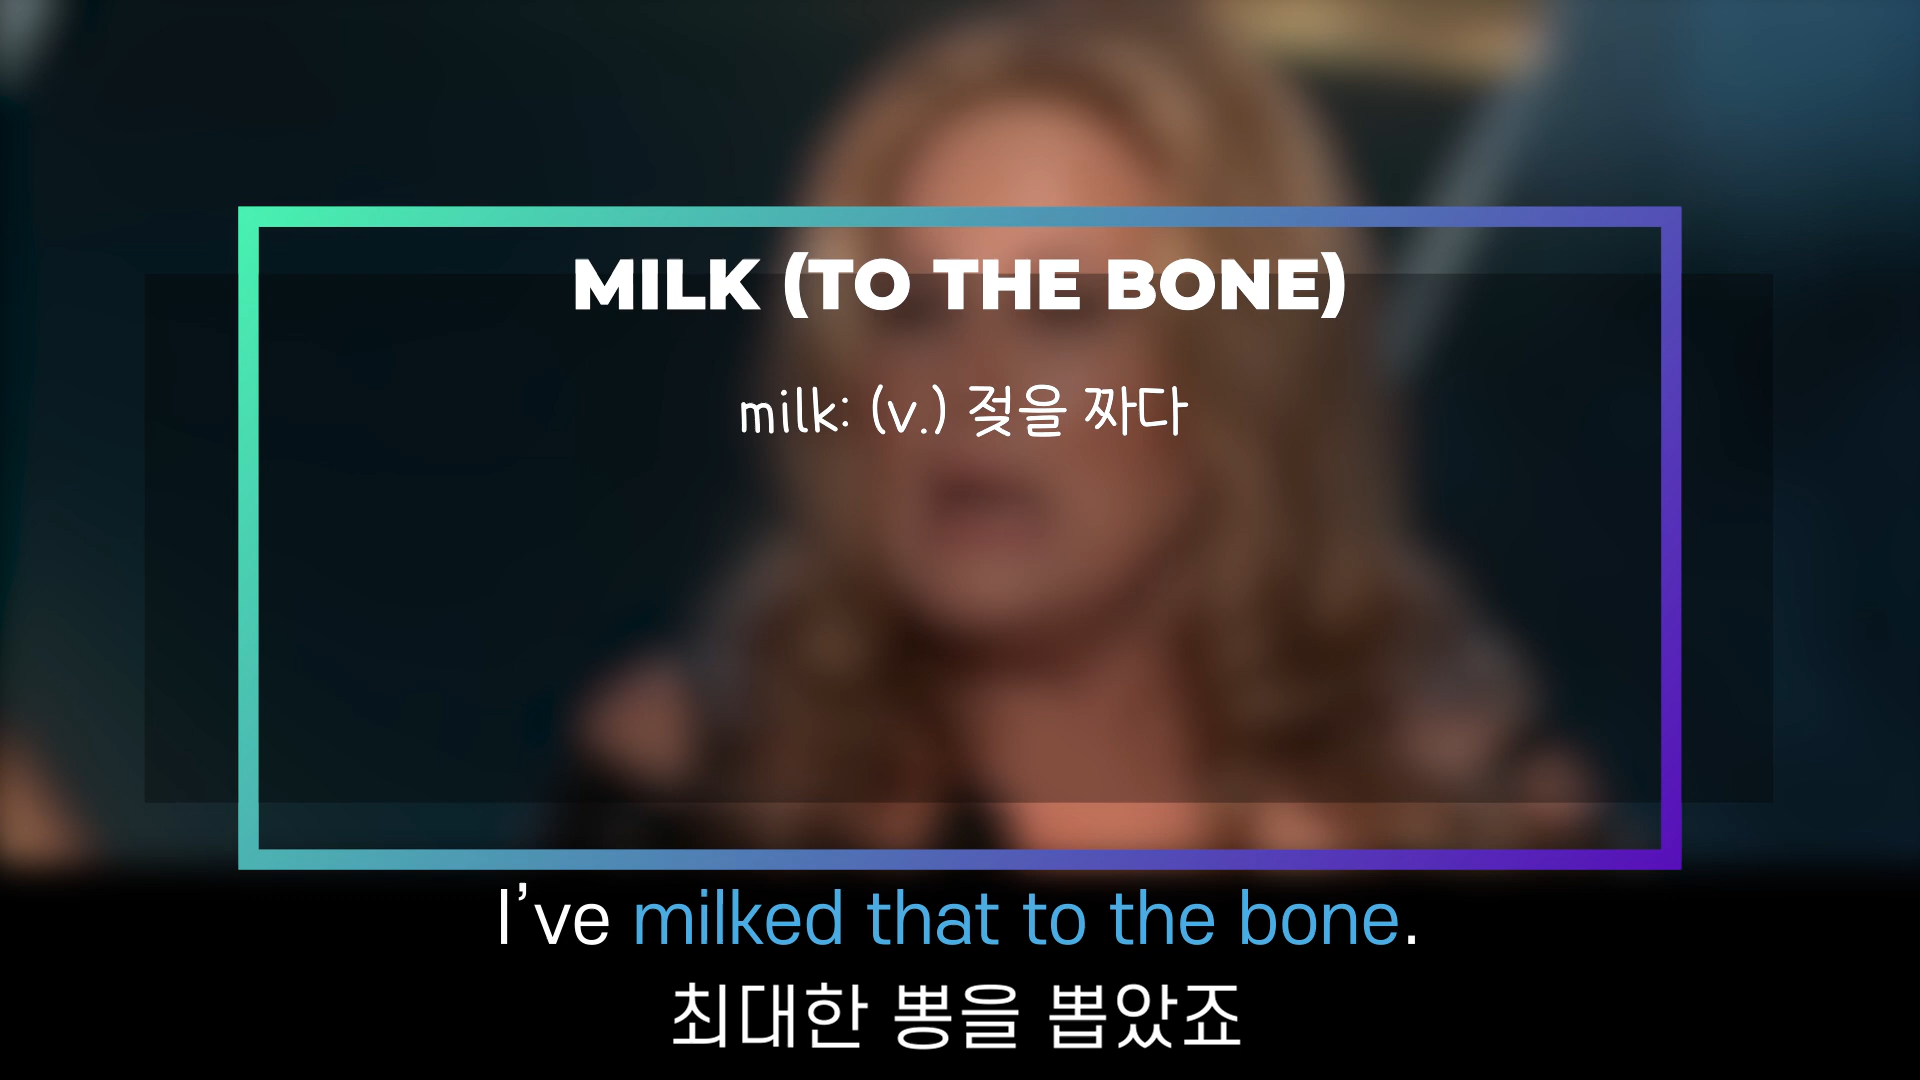 MILK (TO THE BONE)
milk: (v.) 젖을 짜다
I've milked that to the bone.
최대한 뽕을 뽑았죠